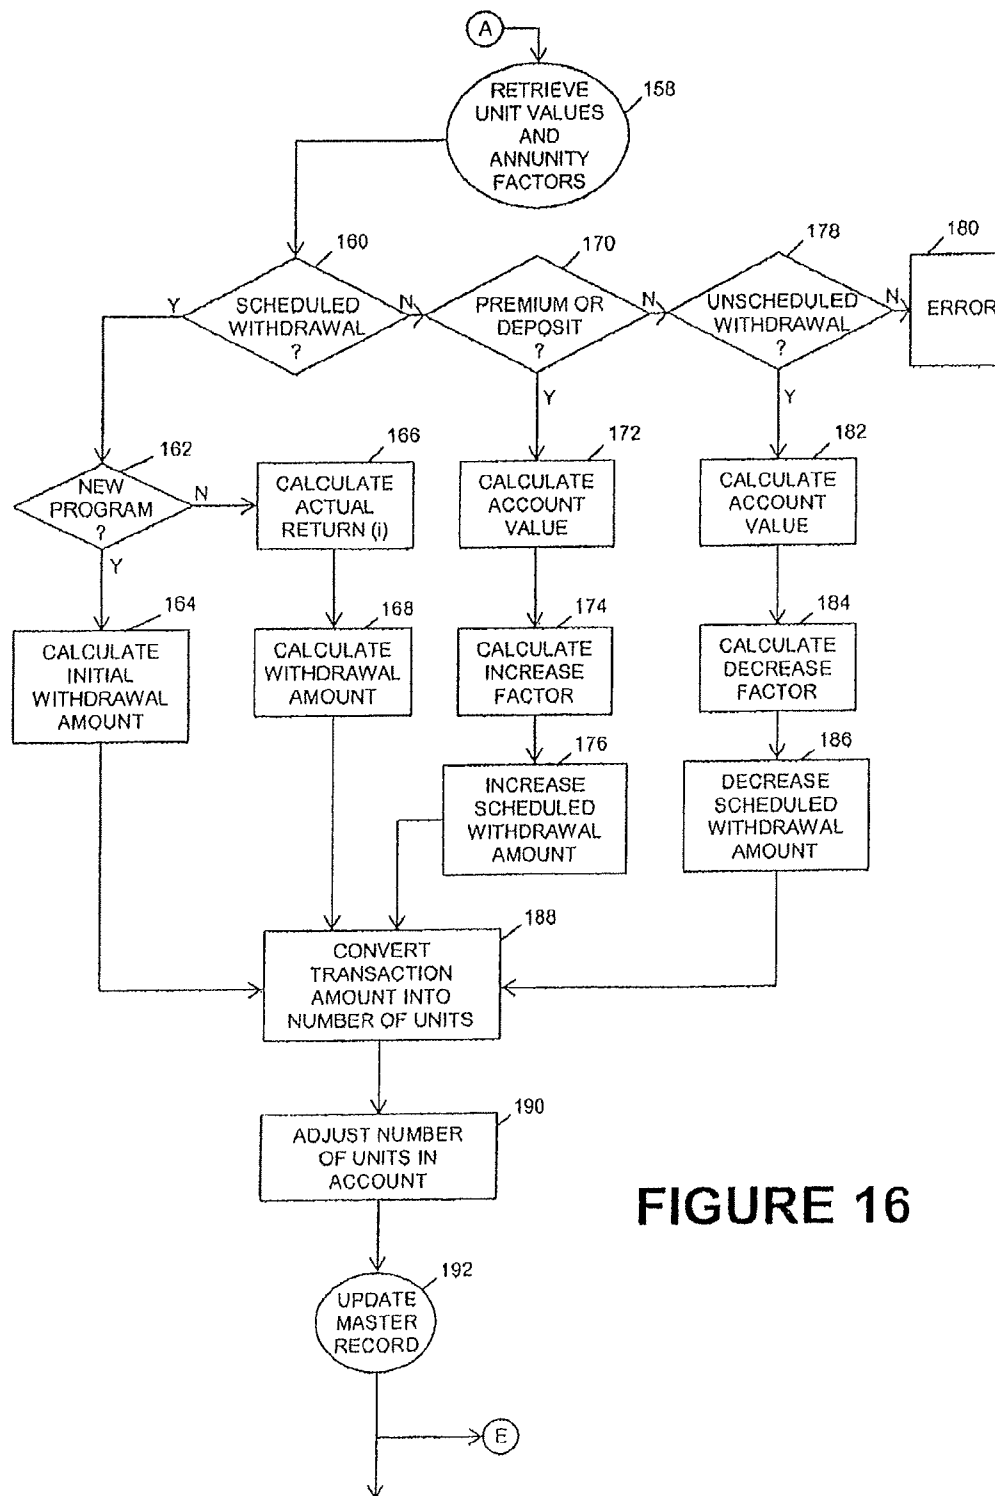 A
RETRIEVE
UNIT VALUES
AND
ANNUNITY
FACTORS
158
160
SCHEDULED
WITHDRAWAL
?
Y
N
170
PREMIUM OR
DEPOSIT
?
N
Y
178
UNSCHEDULED
WITHDRAWAL
?
N
Y
180
ERROR
162
NEW
PROGRAM
?
N
Y
166
CALCULATE
ACTUAL
RETURN (i)
172
CALCULATE
ACCOUNT
VALUE
182
CALCULATE
ACCOUNT
VALUE
164
CALCULATE
INITIAL
WITHDRAWAL
AMOUNT
168
CALCULATE
WITHDRAWAL
AMOUNT
174
CALCULATE
INCREASE
FACTOR
184
CALCULATE
DECREASE
FACTOR
176
INCREASE
SCHEDULED
WITHDRAWAL
AMOUNT
186
DECREASE
SCHEDULED
WITHDRAWAL
AMOUNT
188
CONVERT
TRANSACTION
AMOUNT INTO
NUMBER OF UNITS
190
ADJUST NUMBER
OF UNITS IN
ACCOUNT
FIGURE 16
192
UPDATE
MASTER
RECORD
E